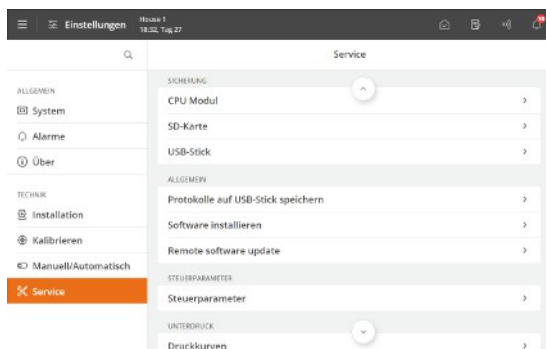 Einstellungen
House 1
18:32, Tag 27
Service
ALLGEMEIN
System
Alarme
Über
TECHNIK
Installation
Kalibrieren
Manuell/Automatisch
Service
SICHERUNG
CPU Modul
SD-Karte
USB-Stick
ALLGEMEIN
Protokolle auf USB-Stick speichern
Software installieren
Remote software update
STEUERPARAMETER
Steuerparameter
UNTERDRUCK
Druckkurven